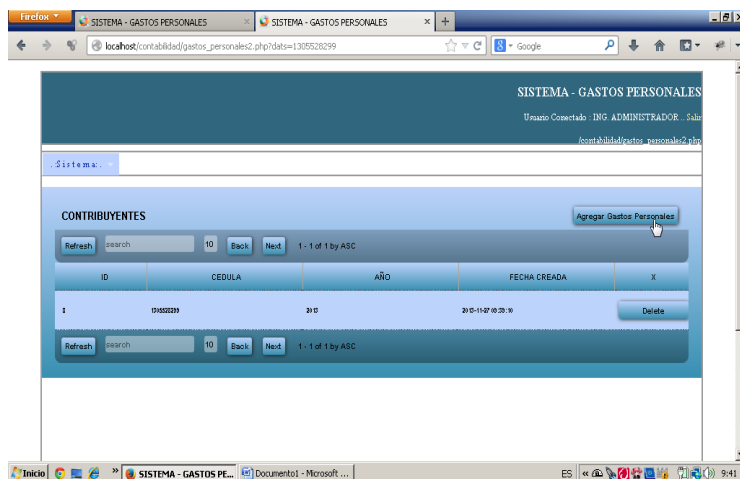 Firefox
SISTEMA - GASTOS PERSONALES
SISTEMA - GASTOS PERSONALES
localhost/contabilidad/gastos_personales2.php?dats=1305528299
Google
SISTEMA - GASTOS PERSONALES
Usuario Conectado : ING. ADMINISTRADOR .. Salir
/contabilidad/gastos_personales2.php
..Sistema:.
CONTRIBUYENTES
Agregar Gastos Personales
Refresh search 10 Back Next 1 - 1 of 1 by ASC
ID CEDULA AÑO FECHA CREADA X
1305528299 2013 Delete
Refresh search 10 Back Next 1 - 1 of 1 by ASC
Inicio
SISTEMA - GASTOS PE...
Documento1 - Microsoft ...
ES
9:41